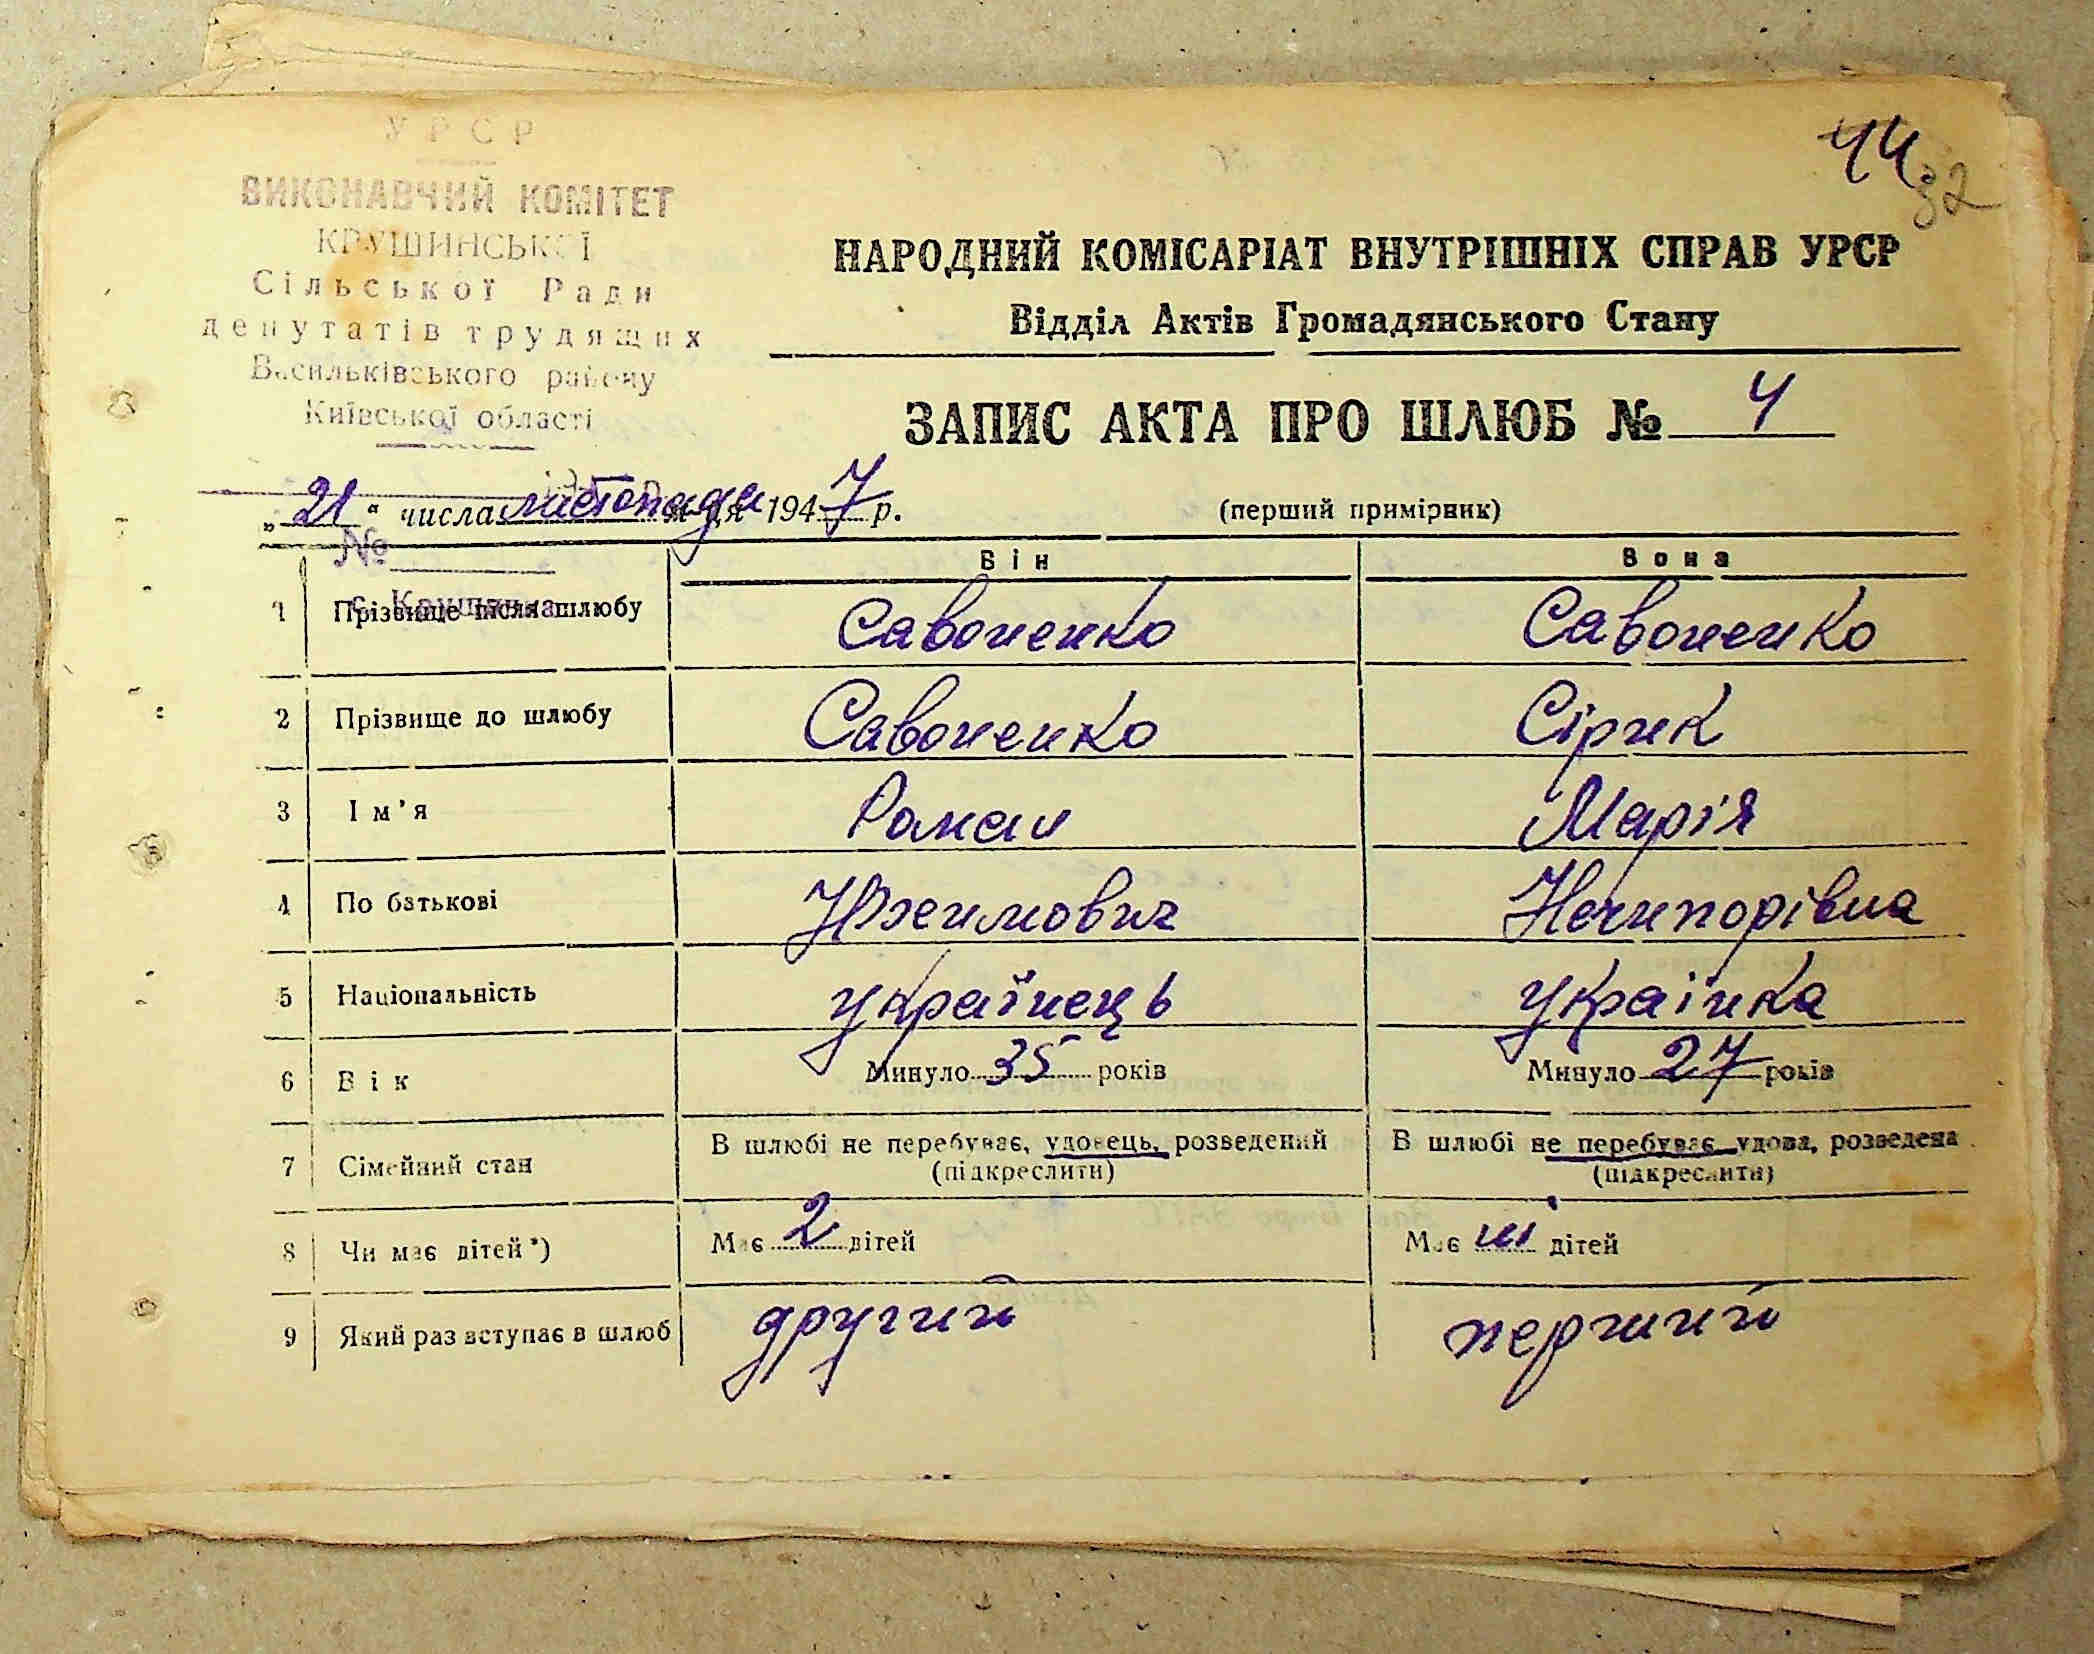 УРСР
ВИКОНАВЧИЙ КОМІТЕТ
КРУШИНСЬКОЇ
Сільської Ради
депутатів трудящих
Васильківського району
Київської області
44
32
НАРОДНИЙ КОМІСАРІАТ ВНУТРІШНІХ СПРАВ УРСР
Відділ Актів Громадянського Стану
ЗАПИС АКТА ПРО ШЛЮБ № 4
„21“ числа листопада 1947 р.
(перший примірник)
№
с. Крушинка
Він Вона
1 Прізвище після шлюбу Савоненко Савоненко
2 Прізвище до шлюбу Савоненко Сірик
3 Ім'я Роман Марія
4 По батькові Юхимович Нечипорівна
5 Національність українець українка
6 Вік Минуло 35 років Минуло 27 років
7 Сімейний стан В шлюбі не перебуває, удовець, розведений В шлюбі не перебуває удова, розведена
(підкреслити) (підкреслити)
8 Чи має дітей*) Має 2 дітей Має ні дітей
9 Який раз вступає в шлюб другий перший